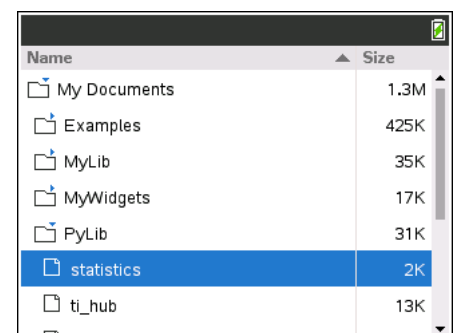 Name Size
My Documents 1.3M
Examples 425K
MyLib 35K
MyWidgets 17K
PyLib 31K
statistics 2K
ti_hub 13K